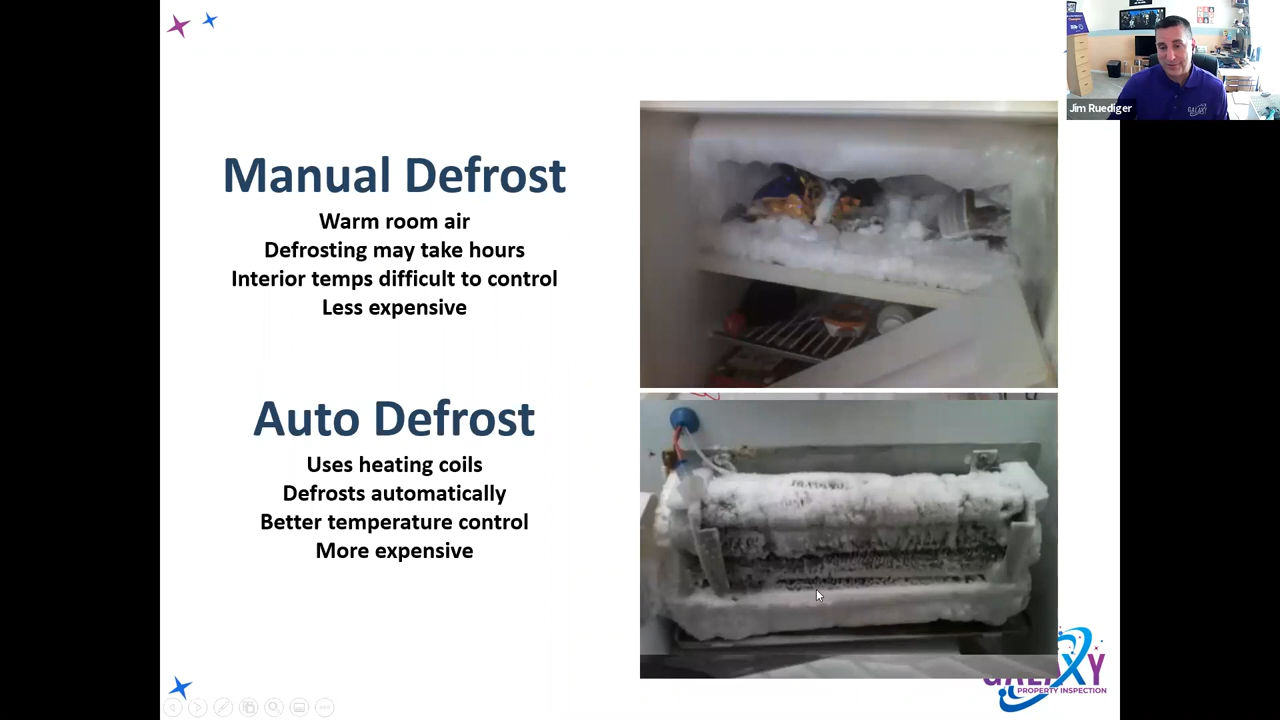 Jim Ruediger
Manual Defrost
Warm room air
Defrosting may take hours
Interior temps difficult to control
Less expensive
Auto Defrost
Uses heating coils
Defrosts automatically
Better temperature control
More expensive
GALAXY
PROPERTY INSPECTION